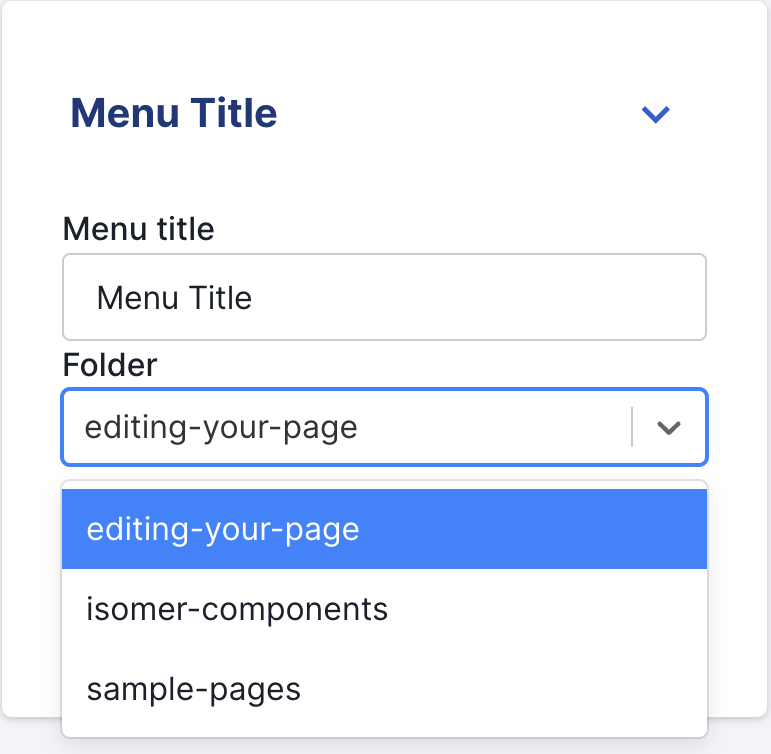 Menu Title
Menu title
Menu Title
Folder
editing-your-page
editing-your-page
isomer-components
sample-pages